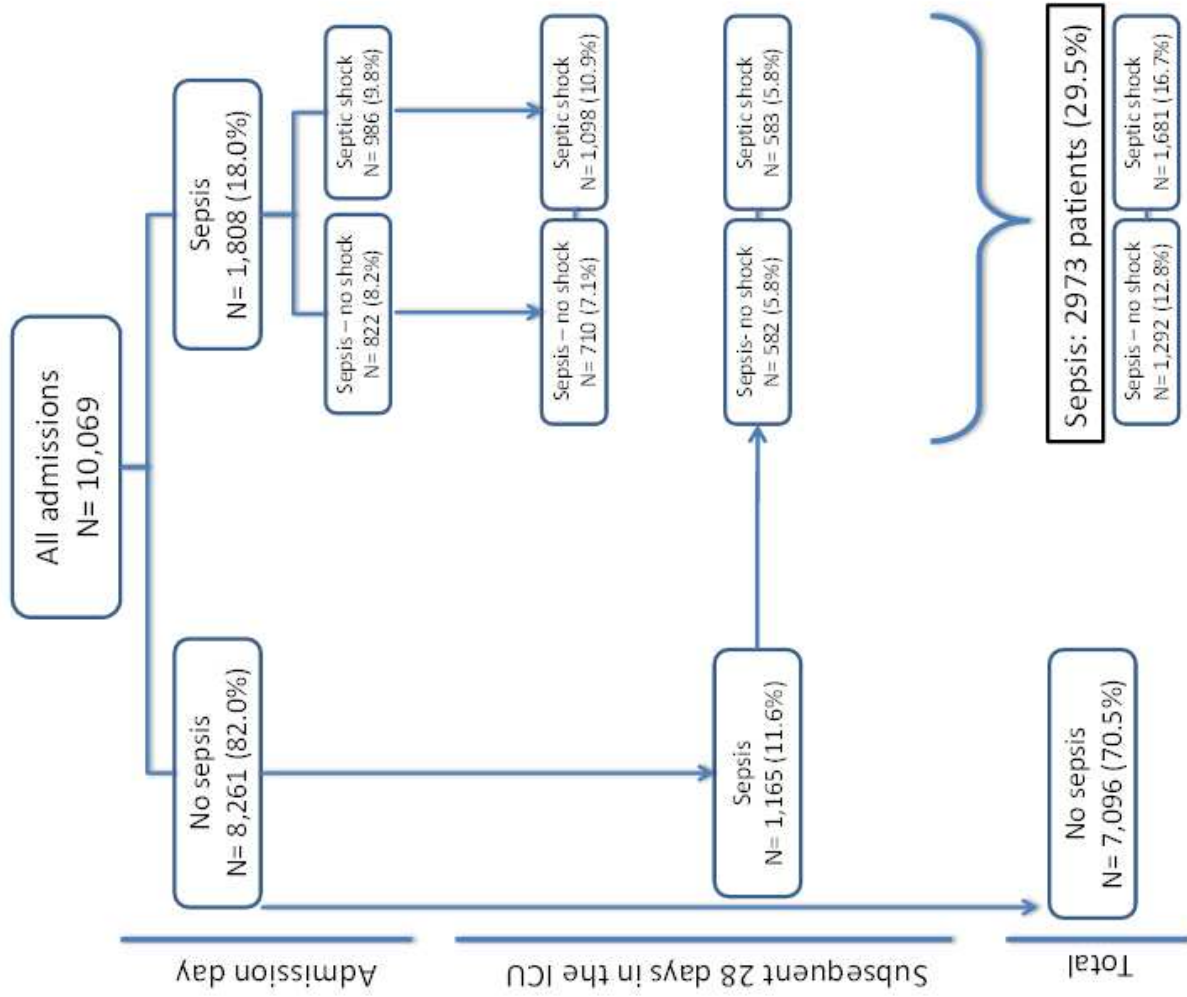 All admissions
N= 10,069
No sepsis
N= 8,261 (82.0%)
Sepsis
N= 1,808 (18.0%)
Sepsis – no shock
N= 822 (8.2%)
Septic shock
N= 986 (9.8%)
Sepsis – no shock
N= 710 (7.1%)
Septic shock
N= 1,098 (10.9%)
Sepsis
N= 1,165 (11.6%)
Sepsis- no shock
N= 582 (5.8%)
Septic shock
N= 583 (5.8%)
No sepsis
N= 7,096 (70.5%)
Sepsis: 2973 patients (29.5%)
Sepsis – no shock
N= 1,292 (12.8%)
Septic shock
N= 1,681 (16.7%)
Admission day
Subsequent 28 days in the ICU
Total